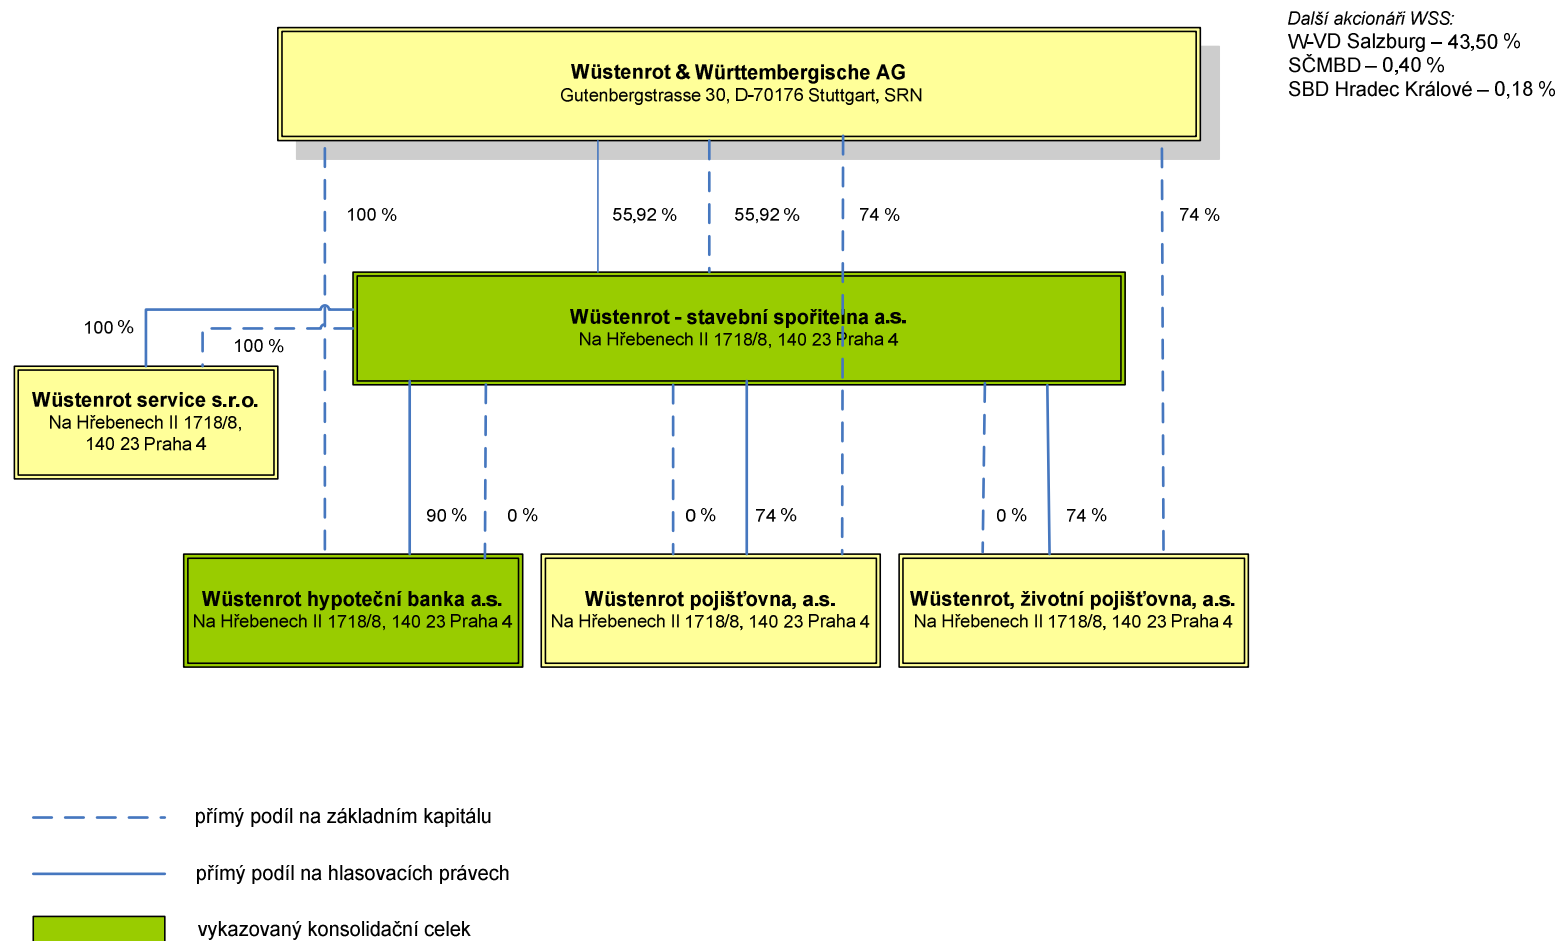 Další akcionáři WSS:
W-VD Salzburg – 43,50 %
SČMBD – 0,40 %
SBD Hradec Králové – 0,18 %
Wüstenrot & Württembergische AG
Gutenbergstrasse 30, D-70176 Stuttgart, SRN
100 %
55,92 %
55,92 %
74 %
74 %
Wüstenrot - stavební spořitelna a.s.
Na Hřebenech II 1718/8, 140 23 Praha 4
100 %
100 %
Wüstenrot service s.r.o.
Na Hřebenech II 1718/8,
140 23 Praha 4
90 %
0 %
0 %
74 %
0 %
74 %
Wüstenrot hypoteční banka a.s.
Na Hřebenech II 1718/8, 140 23 Praha 4
Wüstenrot pojišťovna, a.s.
Na Hřebenech II 1718/8, 140 23 Praha 4
Wüstenrot, životní pojišťovna, a.s.
Na Hřebenech II 1718/8, 140 23 Praha 4
přímý podíl na základním kapitálu
přímý podíl na hlasovacích právech
vykazovaný konsolidační celek